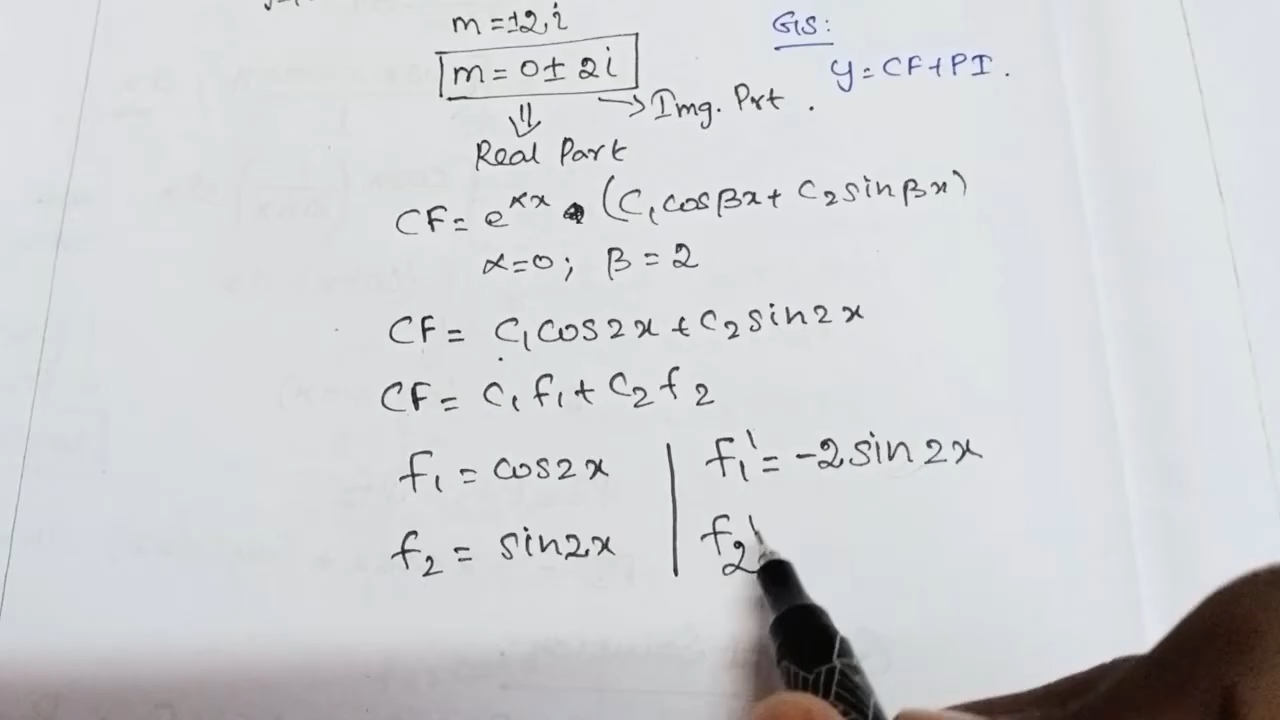 m = ±2i
GS:
m = 0 ± 2i
y = CF + PI.
→ Img. Prt.
⇓
Real Part
CF = e^{αx} (C₁cosβx + C₂sinβx)
α=0; β=2
CF = C₁cos2x + C₂sin2x
CF = C₁f₁ + C₂f₂
f₁ = cos2x
f₁' = -2sin2x
f₂ = sin2x
f₂'